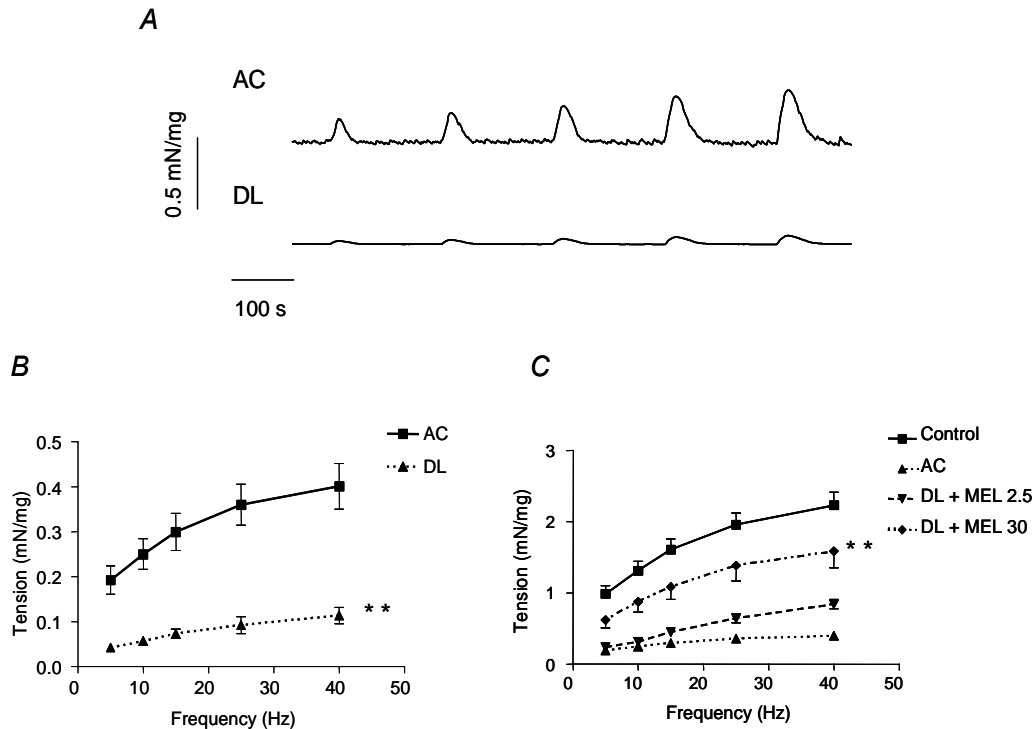 A
AC
0.5 mN/mg
DL
100 s
B
AC
DL
0.5
0.4
0.3
0.2
0.1
0.0
Tension (mN/mg)
* *
0 10 20 30 40 50
Frequency (Hz)
C
Control
AC
DL + MEL 2.5
DL + MEL 30
3
2
1
0
Tension (mN/mg)
* *
0 10 20 30 40 50
Frequency (Hz)